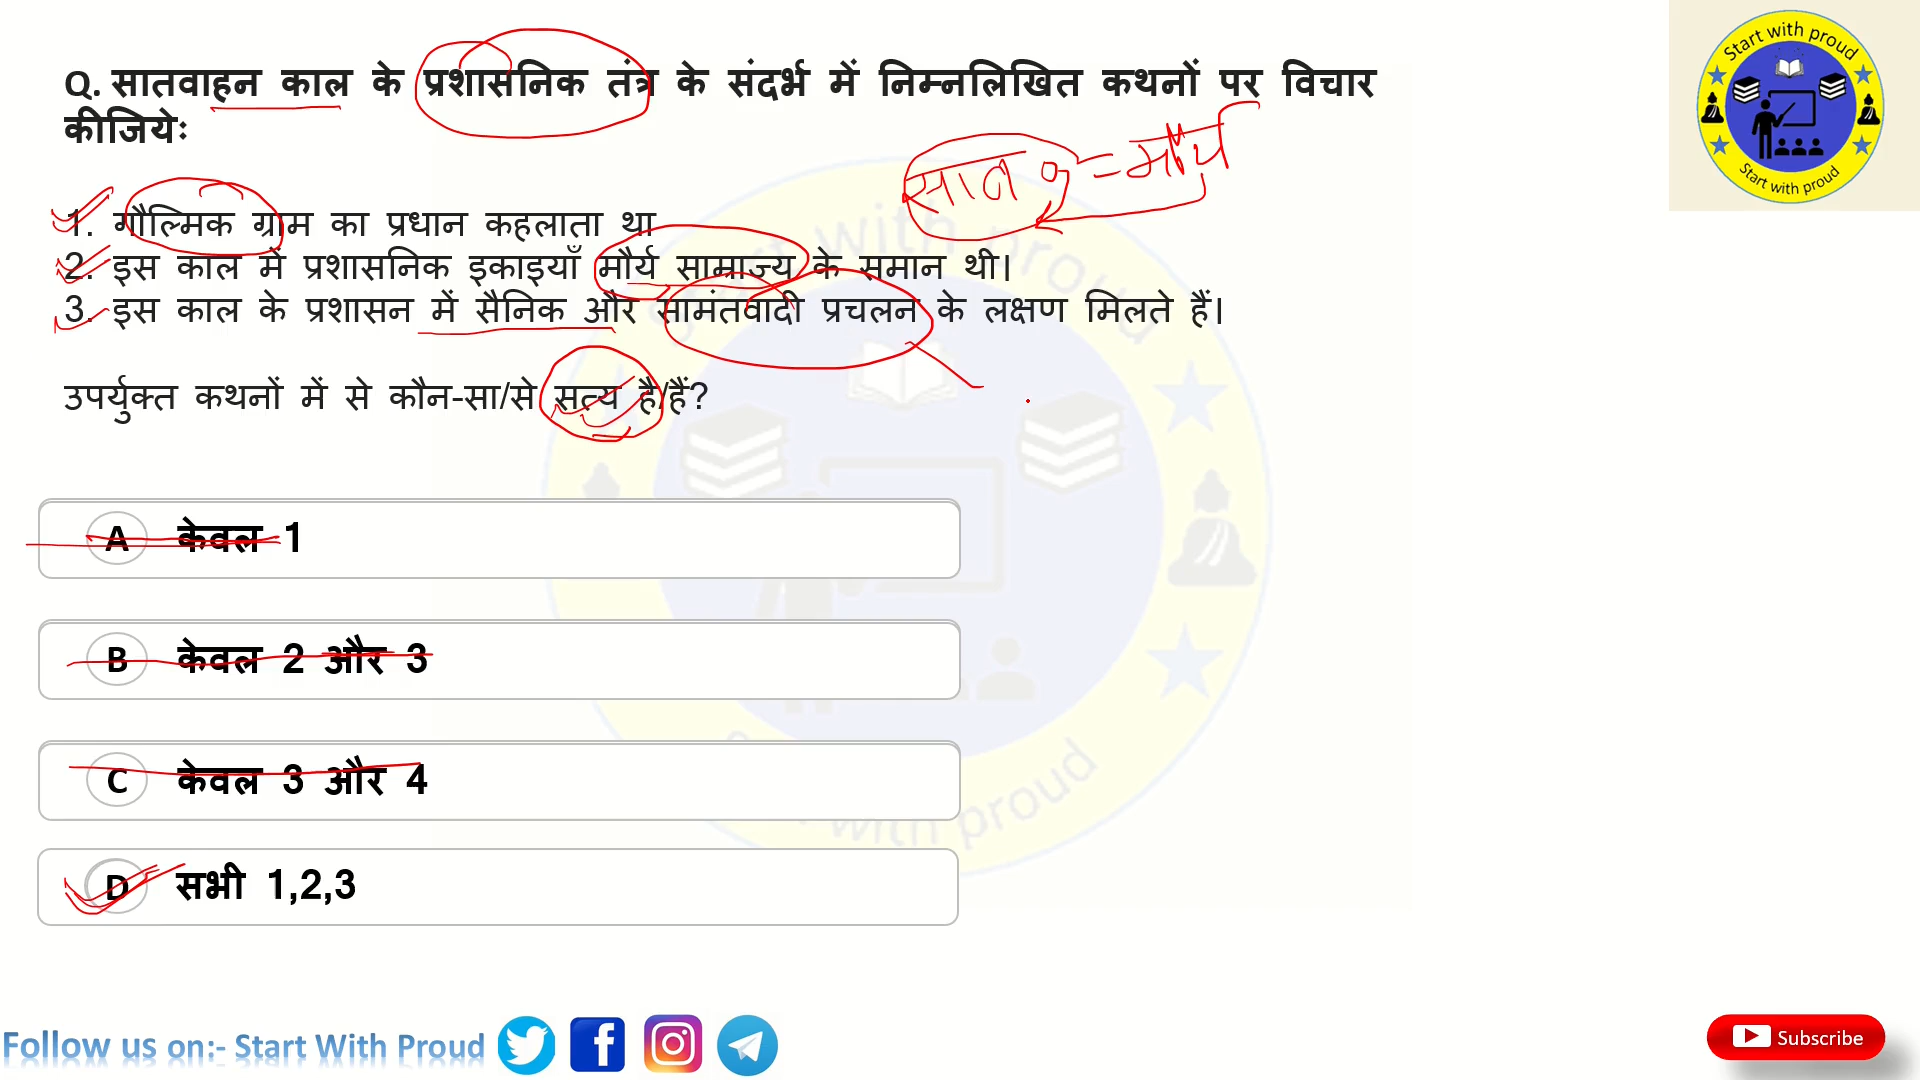 Start with proud
Q. सातवाहन काल के प्रशासनिक तंत्र के संदर्भ में निम्नलिखित कथनों पर विचार
कीजियेः
सात० = मौर्य
1. गौल्मिक ग्राम का प्रधान कहलाता था
2. इस काल में प्रशासनिक इकाइयाँ मौर्य साम्राज्य के समान थी।
3. इस काल के प्रशासन में सैनिक और सामंतवादी प्रचलन के लक्षण मिलते हैं।
उपर्युक्त कथनों में से कौन-सा/से सत्य है/हैं?
A केवल 1
B केवल 2 और 3
C केवल 3 और 4
D सभी 1,2,3
Start with proud
Follow us on:- Start With Proud
Subscribe